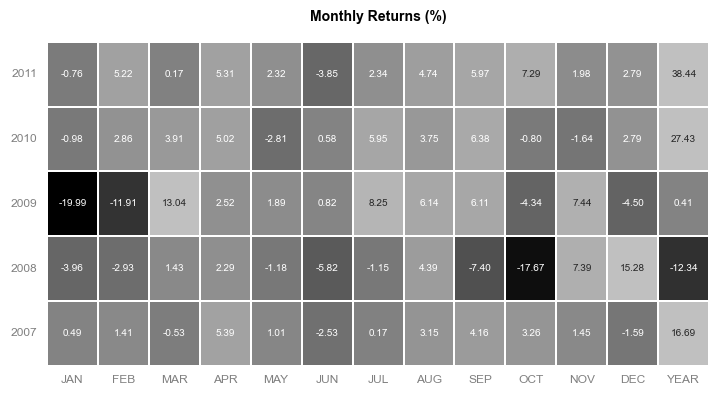 Monthly Returns (%)
2011 -0.76 5.22 0.17 5.31 2.32 -3.85 2.34 4.74 5.97 7.29 1.98 2.79 38.44
2010 -0.98 2.86 3.91 5.02 -2.81 0.58 5.95 3.75 6.38 -0.80 -1.64 2.79 27.43
2009 -19.99 -11.91 13.04 2.52 1.89 0.82 8.25 6.14 6.11 -4.34 7.44 -4.50 0.41
2008 -3.96 -2.93 1.43 2.29 -1.18 -5.82 -1.15 4.39 -7.40 -17.67 7.39 15.28 -12.34
2007 0.49 1.41 -0.53 5.39 1.01 -2.53 0.17 3.15 4.16 3.26 1.45 -1.59 16.69
JAN FEB MAR APR MAY JUN JUL AUG SEP OCT NOV DEC YEAR